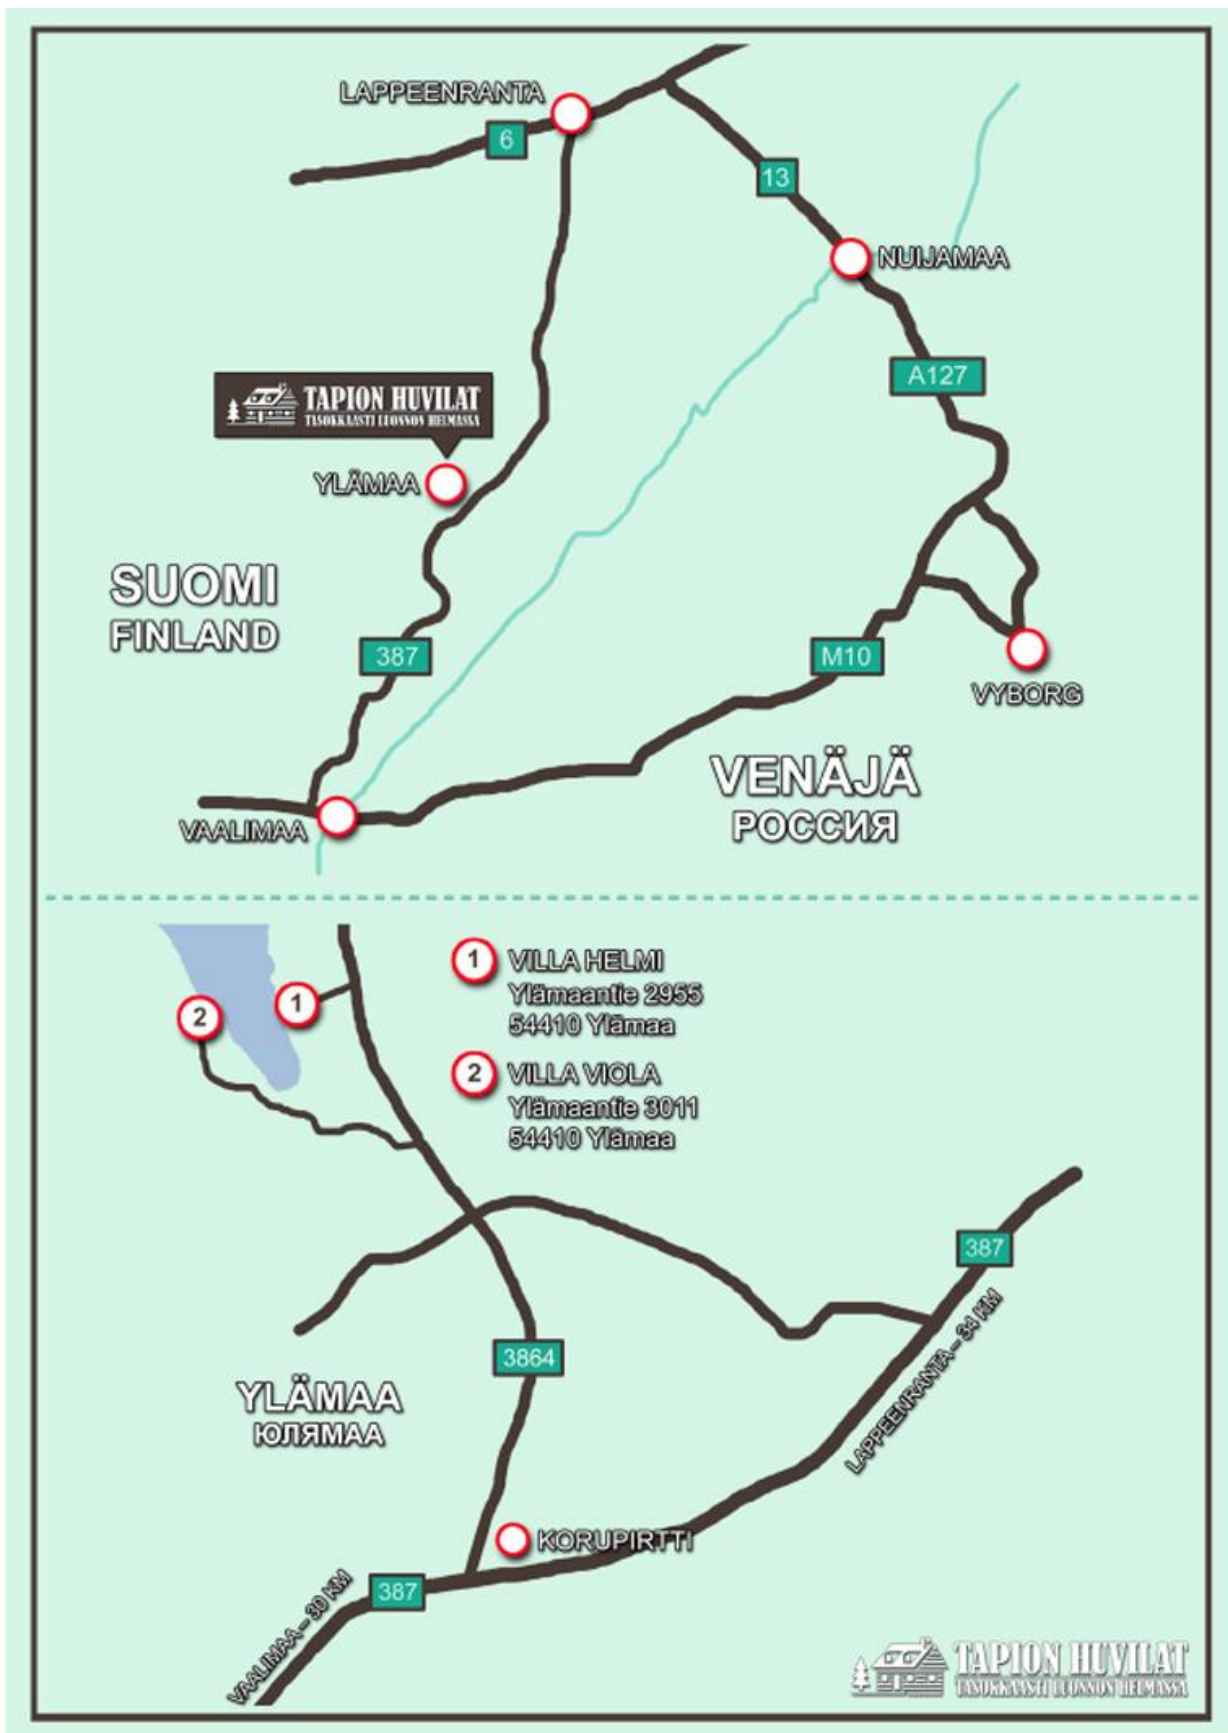 LAPPEENRANTA
6
13
NUIJAMAA
A127
TAPION HUVILAT
TASOKKAASTI LUONNON HELMASSA
YLÄMAA
SUOMI
FINLAND
387
M10
VYBORG
VENÄJÄ
РОССИЯ
VAALIMAA
1
VILLA HELMI
Ylämaantie 2955
54410 Ylämaa
1
2
2
VILLA VIOLA
Ylämaantie 3011
54410 Ylämaa
387
LAPPEENRANTA – 34 KM
3864
YLÄMAA
ЮЛЯМАА
KORUPIRTTI
387
VAALIMAA – 30 KM
TAPION HUVILAT
TASOKKAASTI LUONNON HELMASSA